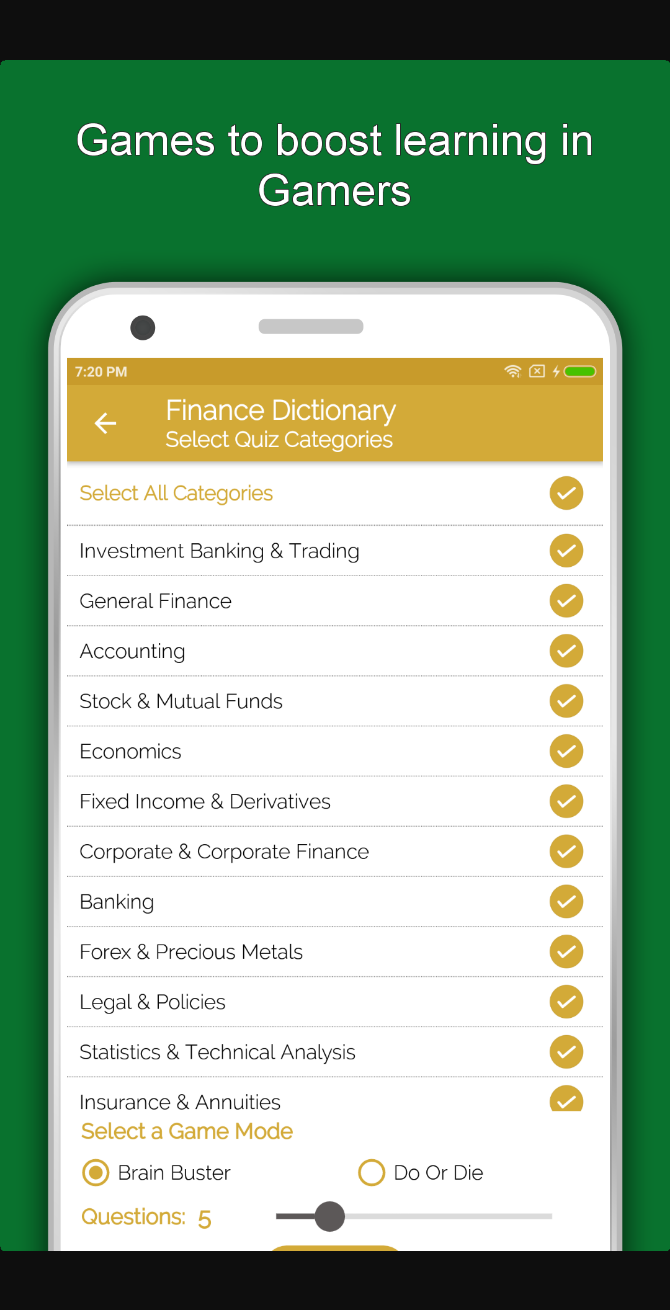 Games to boost learning in
Gamers
7:20 PM
Finance Dictionary
Select Quiz Categories
Select All Categories
Investment Banking & Trading
General Finance
Accounting
Stock & Mutual Funds
Economics
Fixed Income & Derivatives
Corporate & Corporate Finance
Banking
Forex & Precious Metals
Legal & Policies
Statistics & Technical Analysis
Insurance & Annuities
Select a Game Mode
Brain Buster Do Or Die
Questions: 5